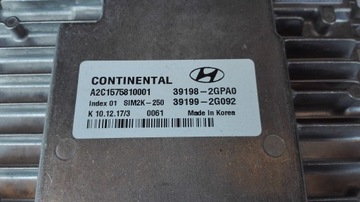 CONTINENTAL
A2C1575810001 39198-2GPA0
Index 01 SIM2K-250 39199-2G092
K 10.12.17/3 0061 Made in Korea